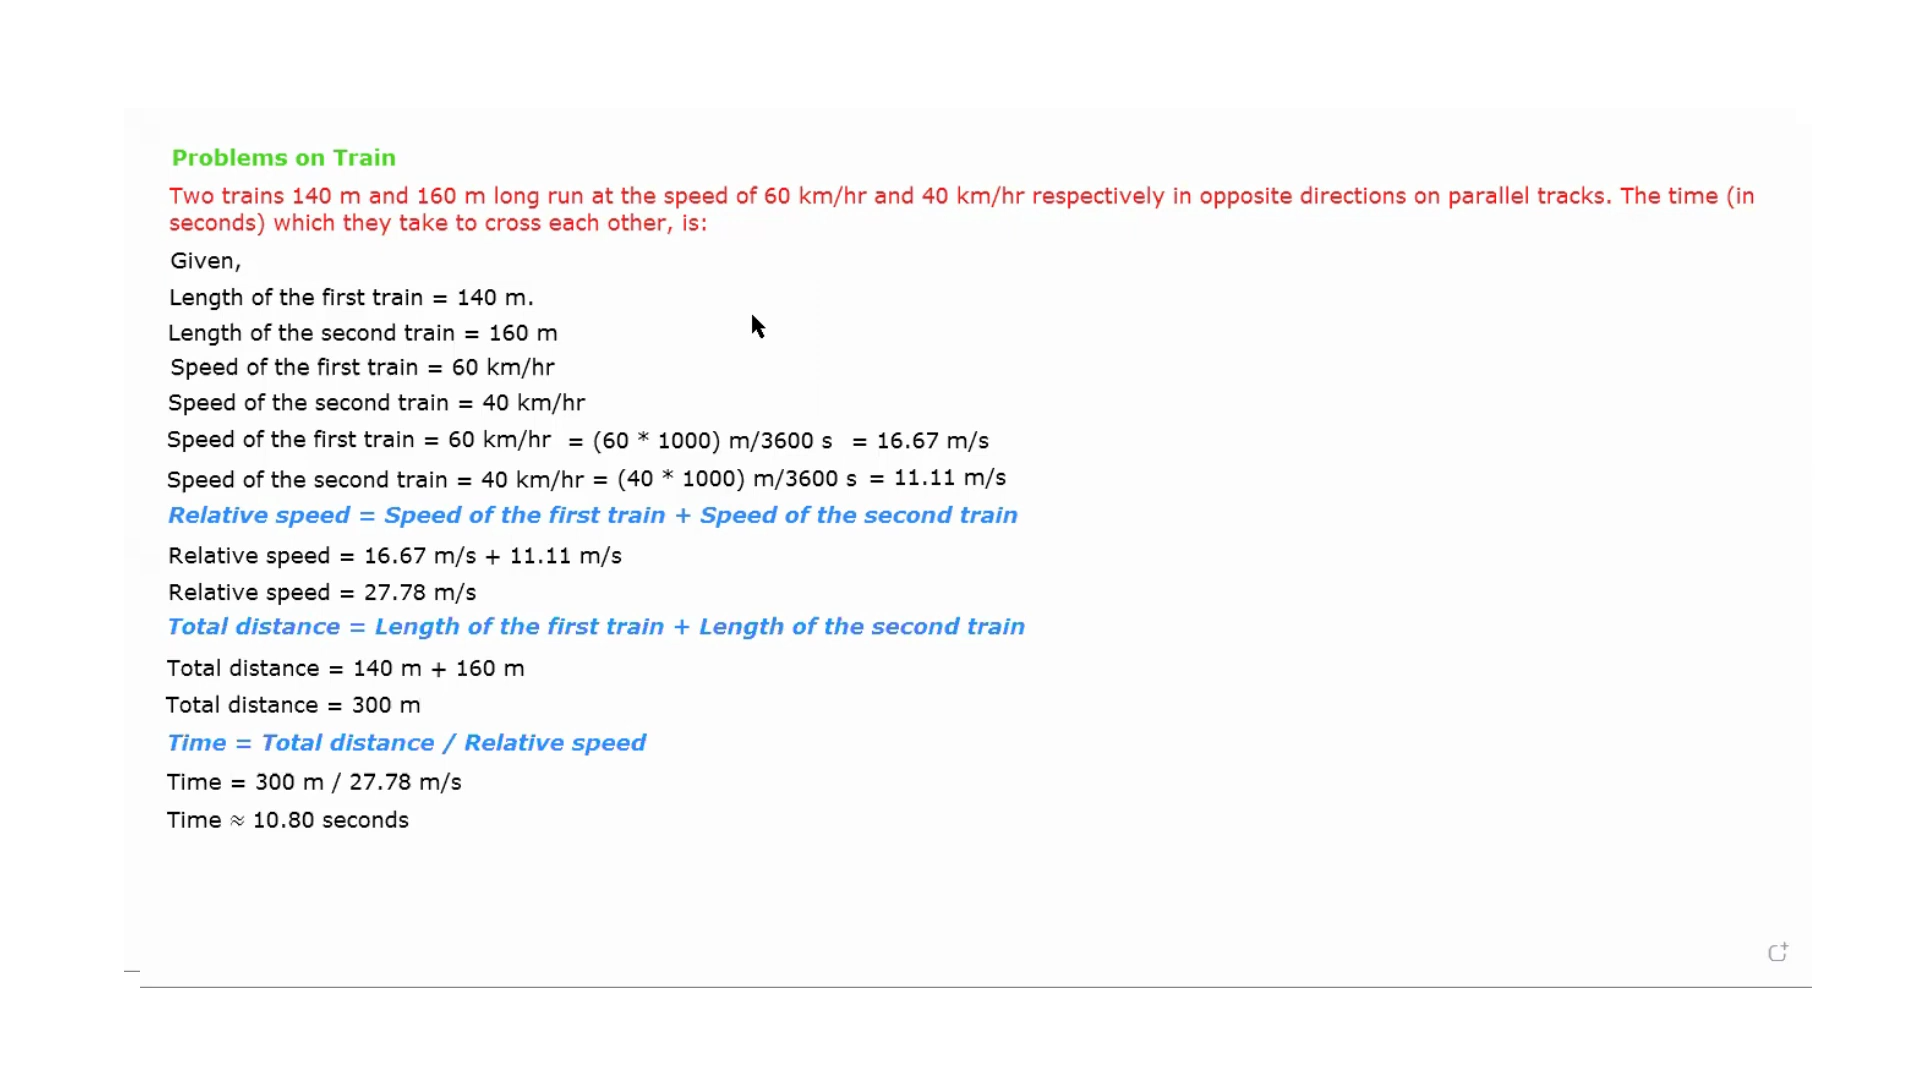 Problems on Train
Two trains 140 m and 160 m long run at the speed of 60 km/hr and 40 km/hr respectively in opposite directions on parallel tracks. The time (in
seconds) which they take to cross each other, is:
Given,
Length of the first train = 140 m.
Length of the second train = 160 m
Speed of the first train = 60 km/hr
Speed of the second train = 40 km/hr
Speed of the first train = 60 km/hr = (60 * 1000) m/3600 s = 16.67 m/s
Speed of the second train = 40 km/hr = (40 * 1000) m/3600 s = 11.11 m/s
Relative speed = Speed of the first train + Speed of the second train
Relative speed = 16.67 m/s + 11.11 m/s
Relative speed = 27.78 m/s
Total distance = Length of the first train + Length of the second train
Total distance = 140 m + 160 m
Total distance = 300 m
Time = Total distance / Relative speed
Time = 300 m / 27.78 m/s
Time ≈ 10.80 seconds